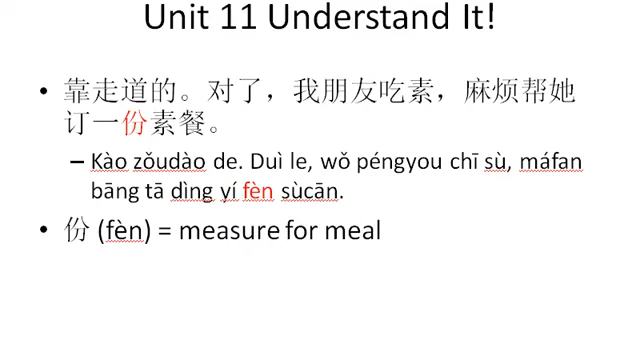 Unit 11 Understand It!
• 靠走道的。对了，我朋友吃素，麻烦帮她
订一份素餐。
– Kào zǒudào de. Duì le, wǒ péngyou chī sù, máfan
bāng tā dìng yí fèn sùcān.
• 份 (fèn) = measure for meal